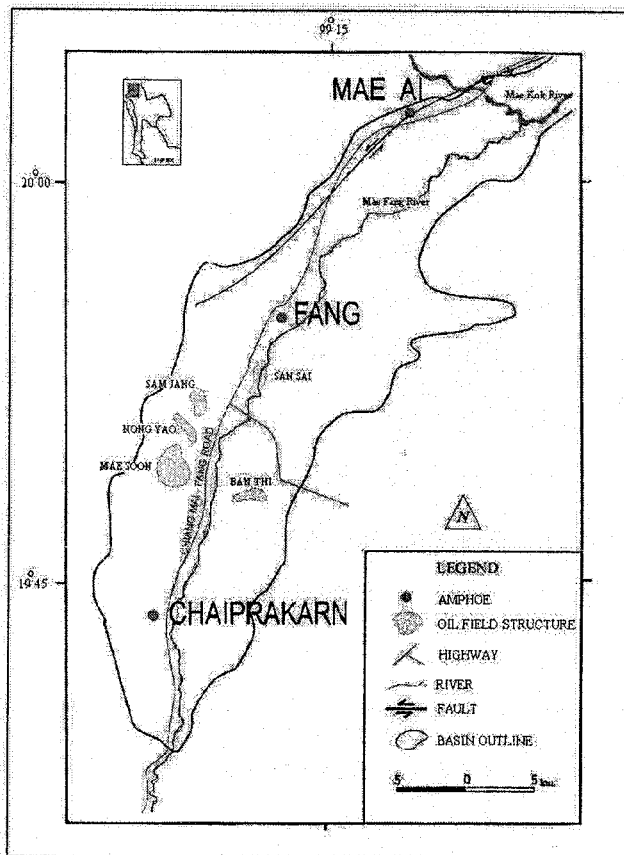 99°15
MAE AI
Mae Kok River
20°00
Mae Fang River
FANG
SAN SAI
SAM JANG
NONG YAO
MAE SOON
CHIANG MAI - FANG ROAD
BAN THI
N
19°45
CHAIPRAKARN
LEGEND
AMPHOE
OIL FIELD STRUCTURE
HIGHWAY
RIVER
FAULT
BASIN OUTLINE
5 0 5 km.